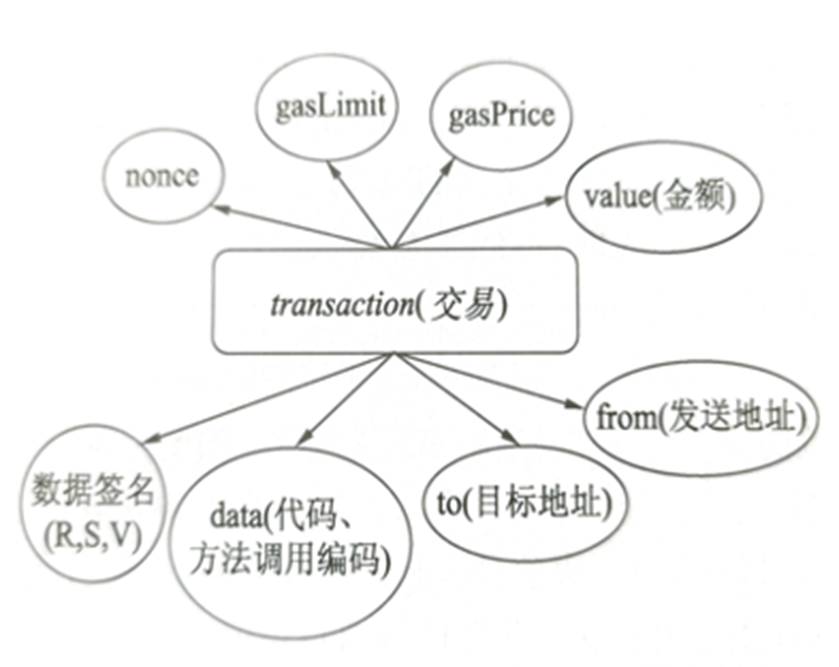 gasLimit
gasPrice
nonce
value(金额)
transaction(交易)
from(发送地址)
数据签名
(R,S,V)
data(代码、
方法调用编码)
to(目标地址)